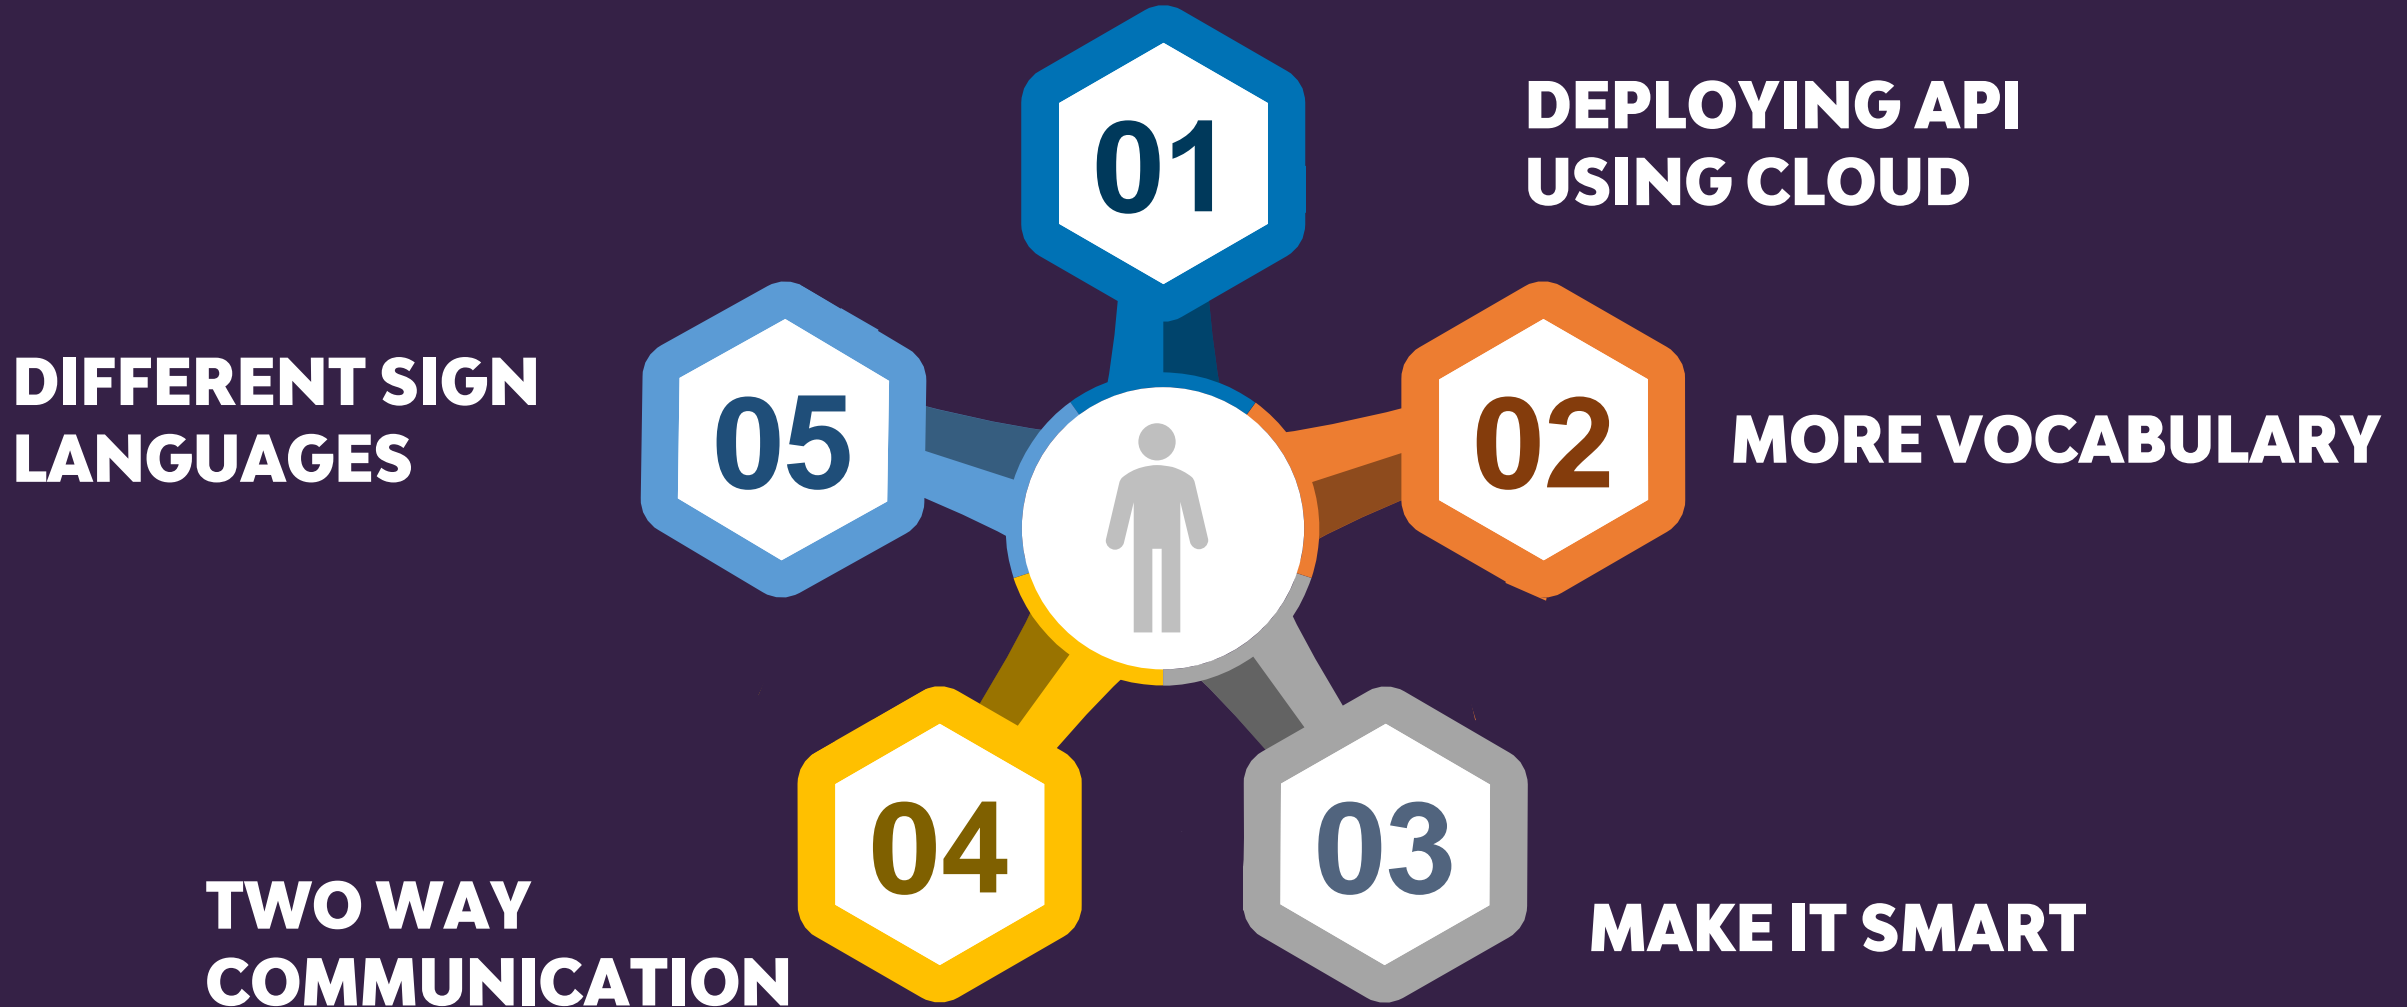 01
DEPLOYING API
USING CLOUD
02
MORE VOCABULARY
03
MAKE IT SMART
04
TWO WAY
COMMUNICATION
05
DIFFERENT SIGN
LANGUAGES